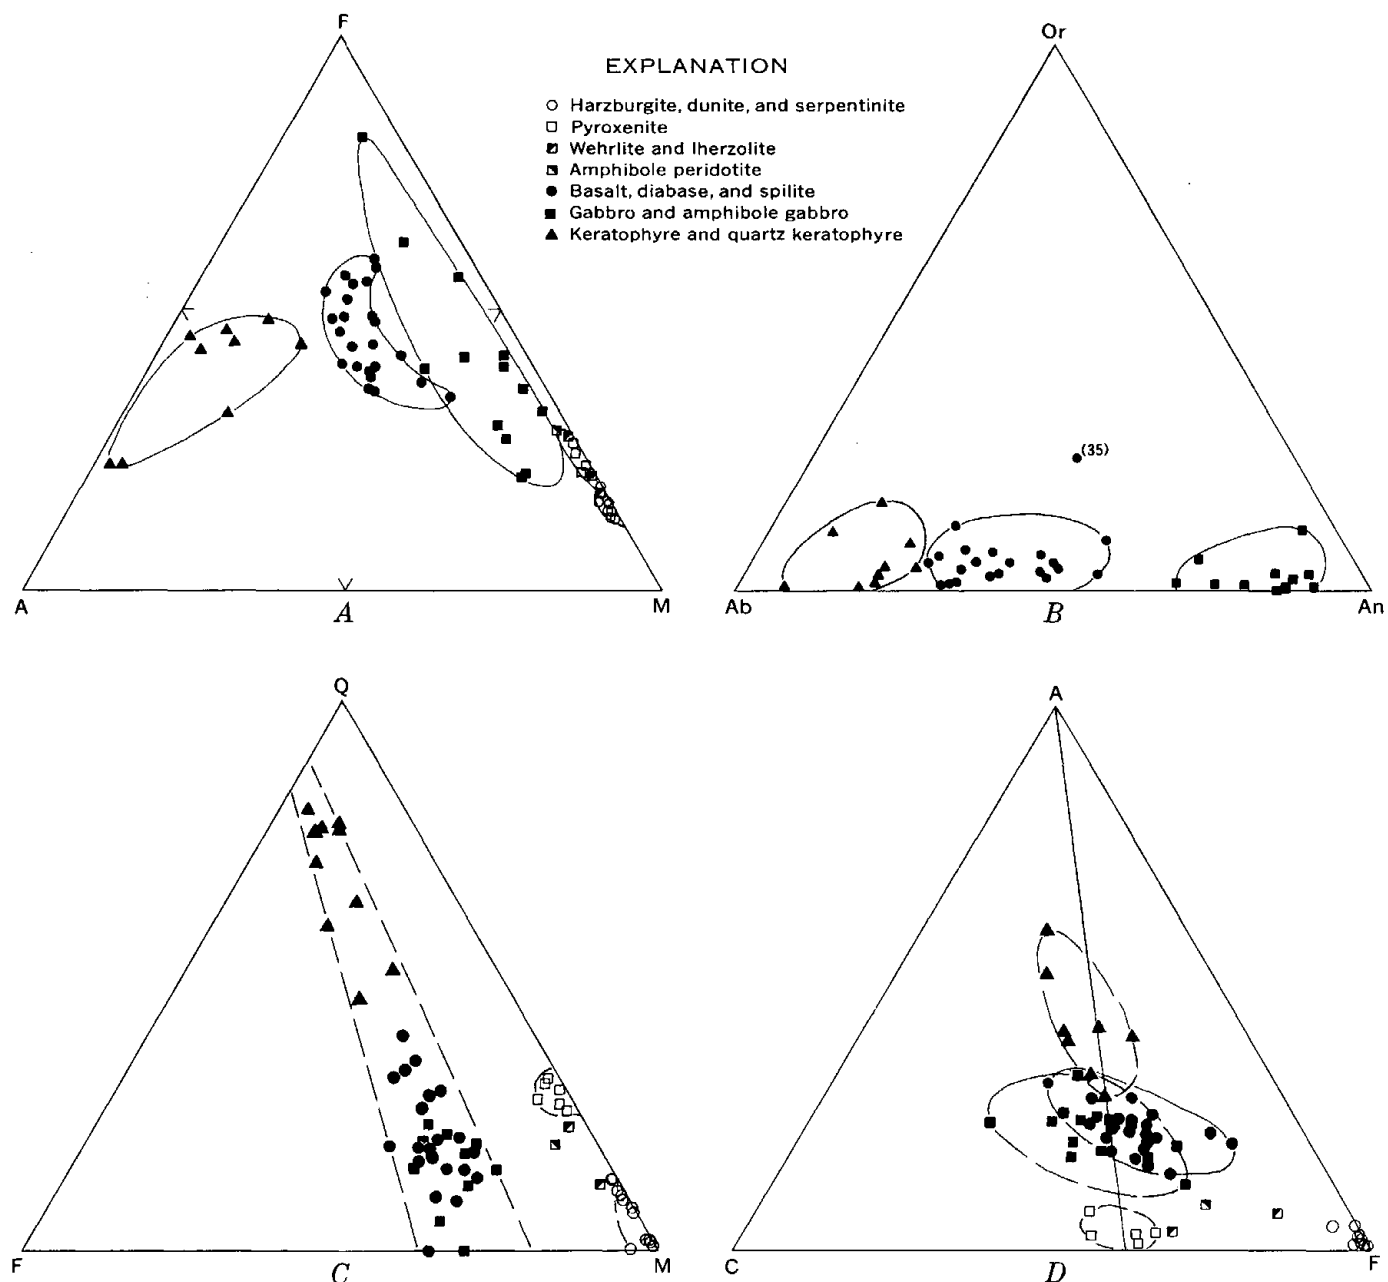 F
Or
EXPLANATION
Harzburgite, dunite, and serpentinite
Pyroxenite
Wehrlite and lherzolite
Amphibole peridotite
Basalt, diabase, and spilite
Gabbro and amphibole gabbro
Keratophyre and quartz keratophyre
(35)
A
M
A
Ab
An
B
Q
A
F
M
C
C
F
D